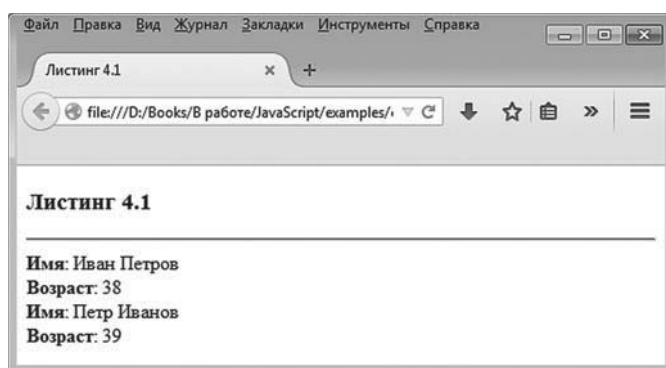 Файл Правка Вид Журнал Закладки Инструменты Справка
Листинг 4.1
file:///D:/Books/В работе/JavaScript/examples/
Листинг 4.1
Имя: Иван Петров
Возраст: 38
Имя: Петр Иванов
Возраст: 39